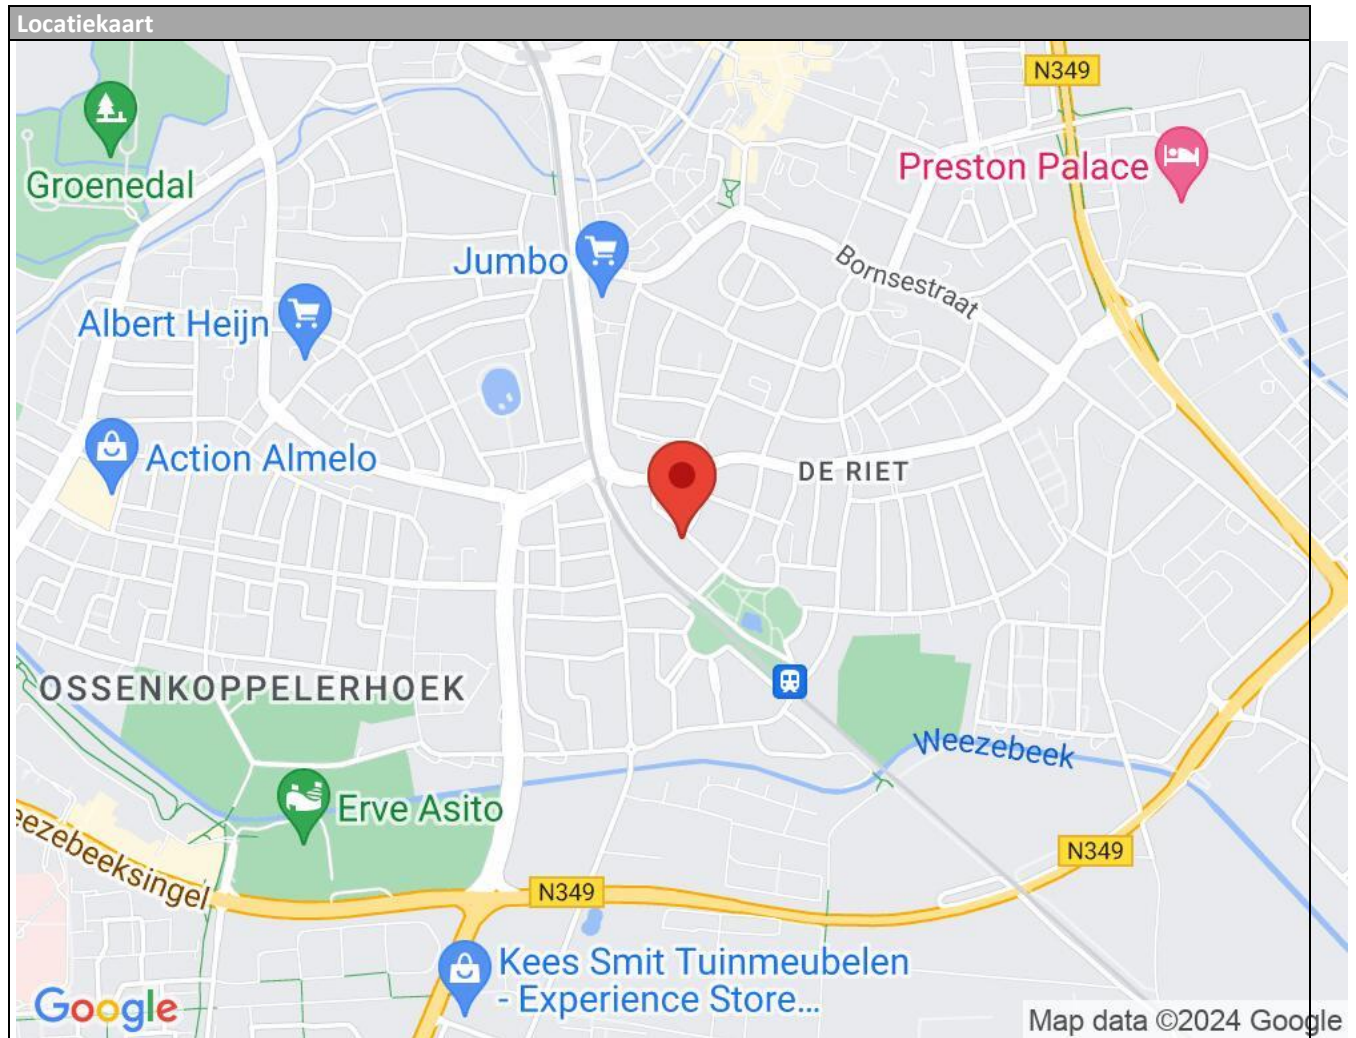 Locatiekaart
N349
Preston Palace
Groenedal
Jumbo
Bornsestraat
Albert Heijn
Action Almelo
DE RIET
OSSENKOPPELERHOEK
Weezebeek
Erve Asito
eezebeeksingel
N349
N349
Kees Smit Tuinmeubelen
- Experience Store...
Google
Map data ©2024 Google